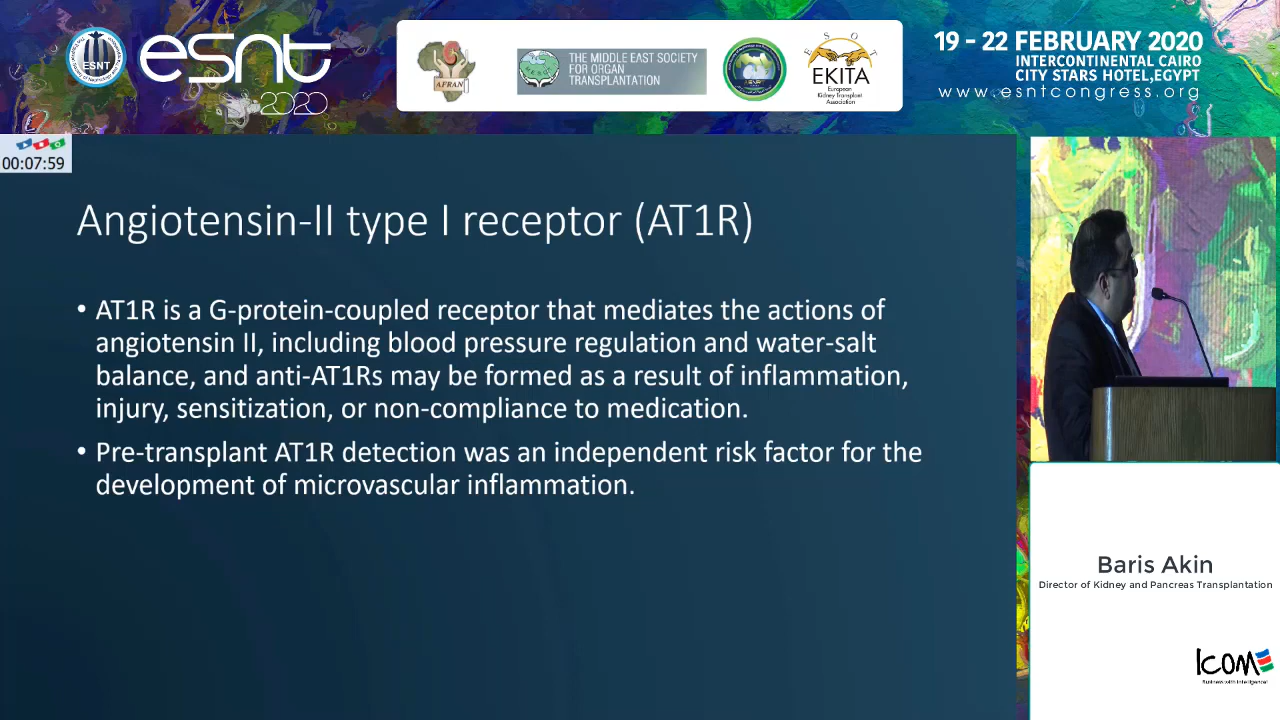 ESNT
esnt
2020
AFRAN
THE MIDDLE EAST SOCIETY
FOR ORGAN
TRANSPLANTATION
E S O T
EKITA
European
Kidney Transplant
Association
19 - 22 FEBRUARY 2020
INTERCONTINENTAL CAIRO
CITY STARS HOTEL,EGYPT
www.esntcongress.org
00:07:59
Angiotensin-II type I receptor (AT1R)
• AT1R is a G-protein-coupled receptor that mediates the actions of
angiotensin II, including blood pressure regulation and water-salt
balance, and anti-AT1Rs may be formed as a result of inflammation,
injury, sensitization, or non-compliance to medication.
• Pre-transplant AT1R detection was an independent risk factor for the
development of microvascular inflammation.
Baris Akin
Director of Kidney and Pancreas Transplantation
ICOME
Business with Intelligence!